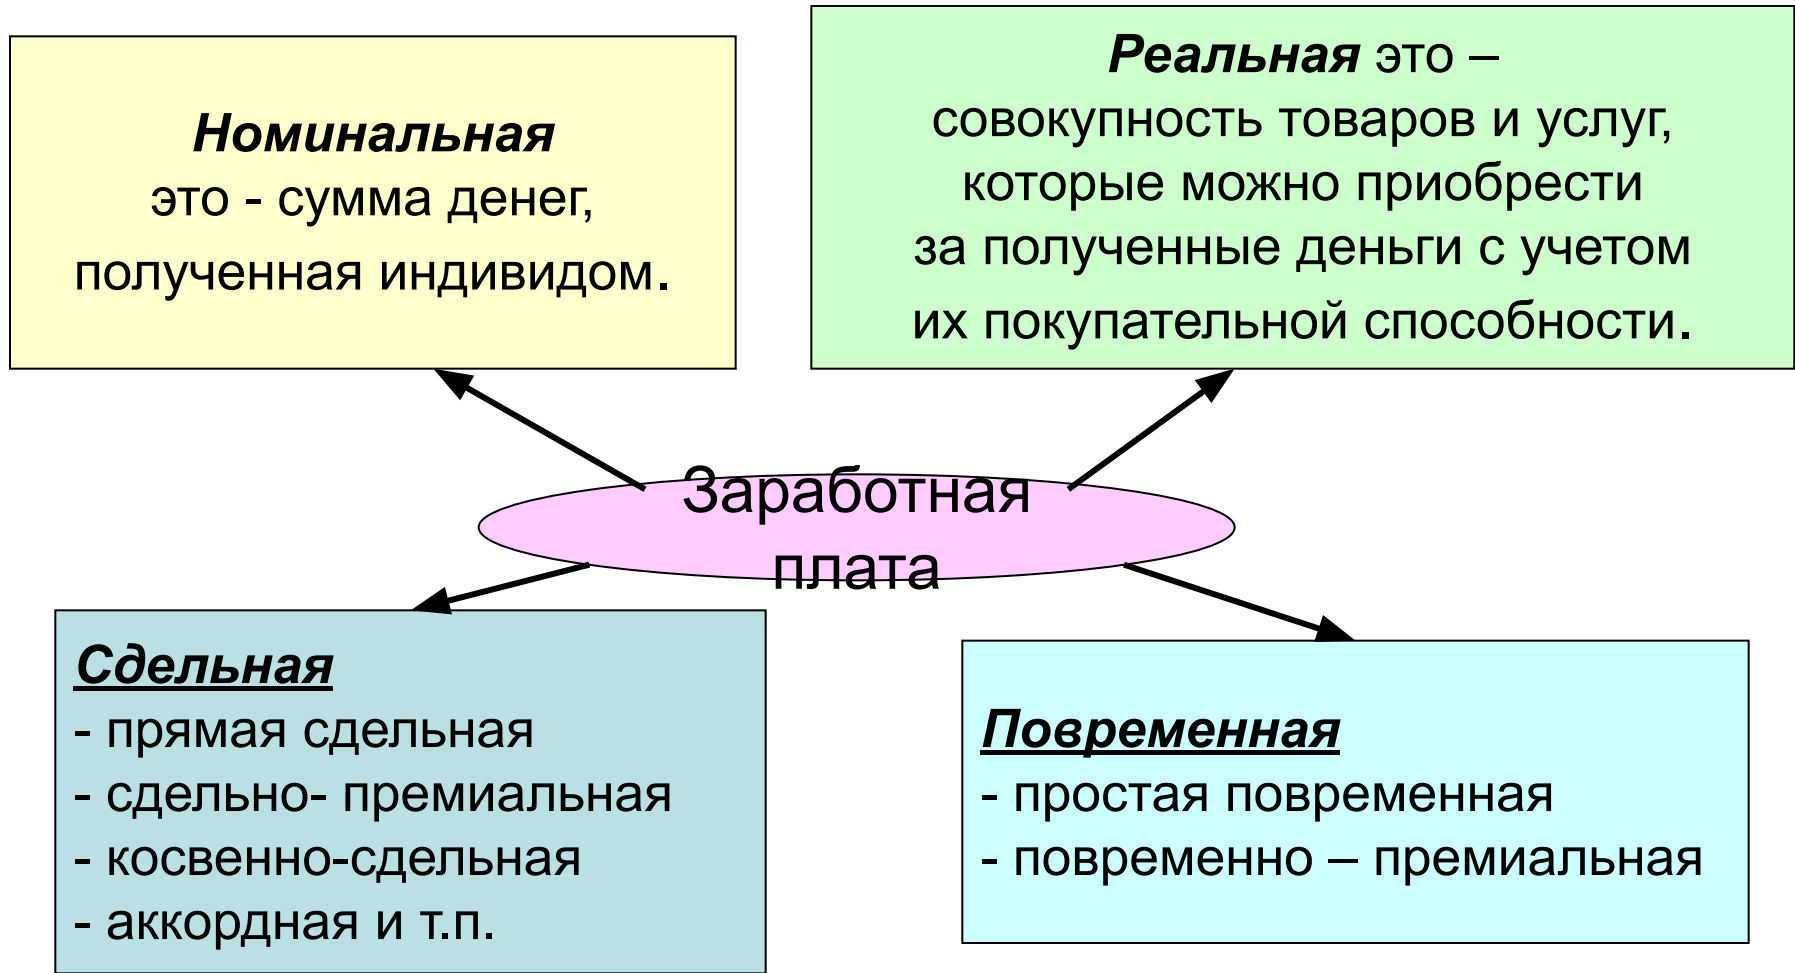 Номинальная
это - сумма денег,
полученная индивидом.
Реальная это –
совокупность товаров и услуг,
которые можно приобрести
за полученные деньги с учетом
их покупательной способности.
Заработная
плата
Сдельная
- прямая сдельная
- сдельно- премиальная
- косвенно-сдельная
- аккордная и т.п.
Повременная
- простая повременная
- повременно – премиальная